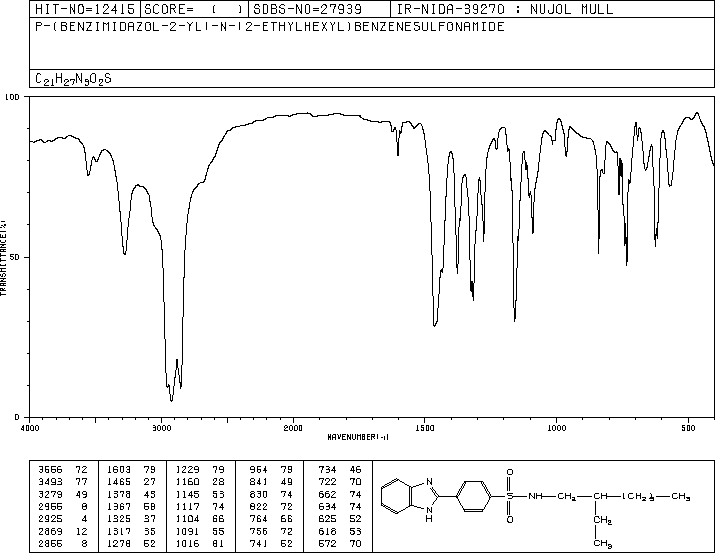 HIT-NO=12415 SCORE= ( ) SDBS-NO=27939 IR-NIDA-39270 : NUJOL MULL
P-(BENZIMIDAZOL-2-YL)-N-(2-ETHYLHEXYL)BENZENESULFONAMIDE
C21H27N3O2S
100
50
0
TRANSMITTANCE(%)
4000 3000 2000 1500 1000 500
WAVENUMBER(-1)
3556 72 1603 79 1229 79 964 79 734 46
3493 77 1465 27 1160 28 841 49 722 70
3279 49 1378 43 1145 53 830 74 662 74
2955 8 1367 58 1117 74 822 72 634 74
2925 4 1325 37 1104 66 764 66 625 52
2869 12 1317 35 1091 55 756 72 618 53
2855 8 1278 52 1016 81 741 52 572 70
N
NH
O
S
O
NH
CH2
CH
(CH2)3
CH3
CH2
CH3